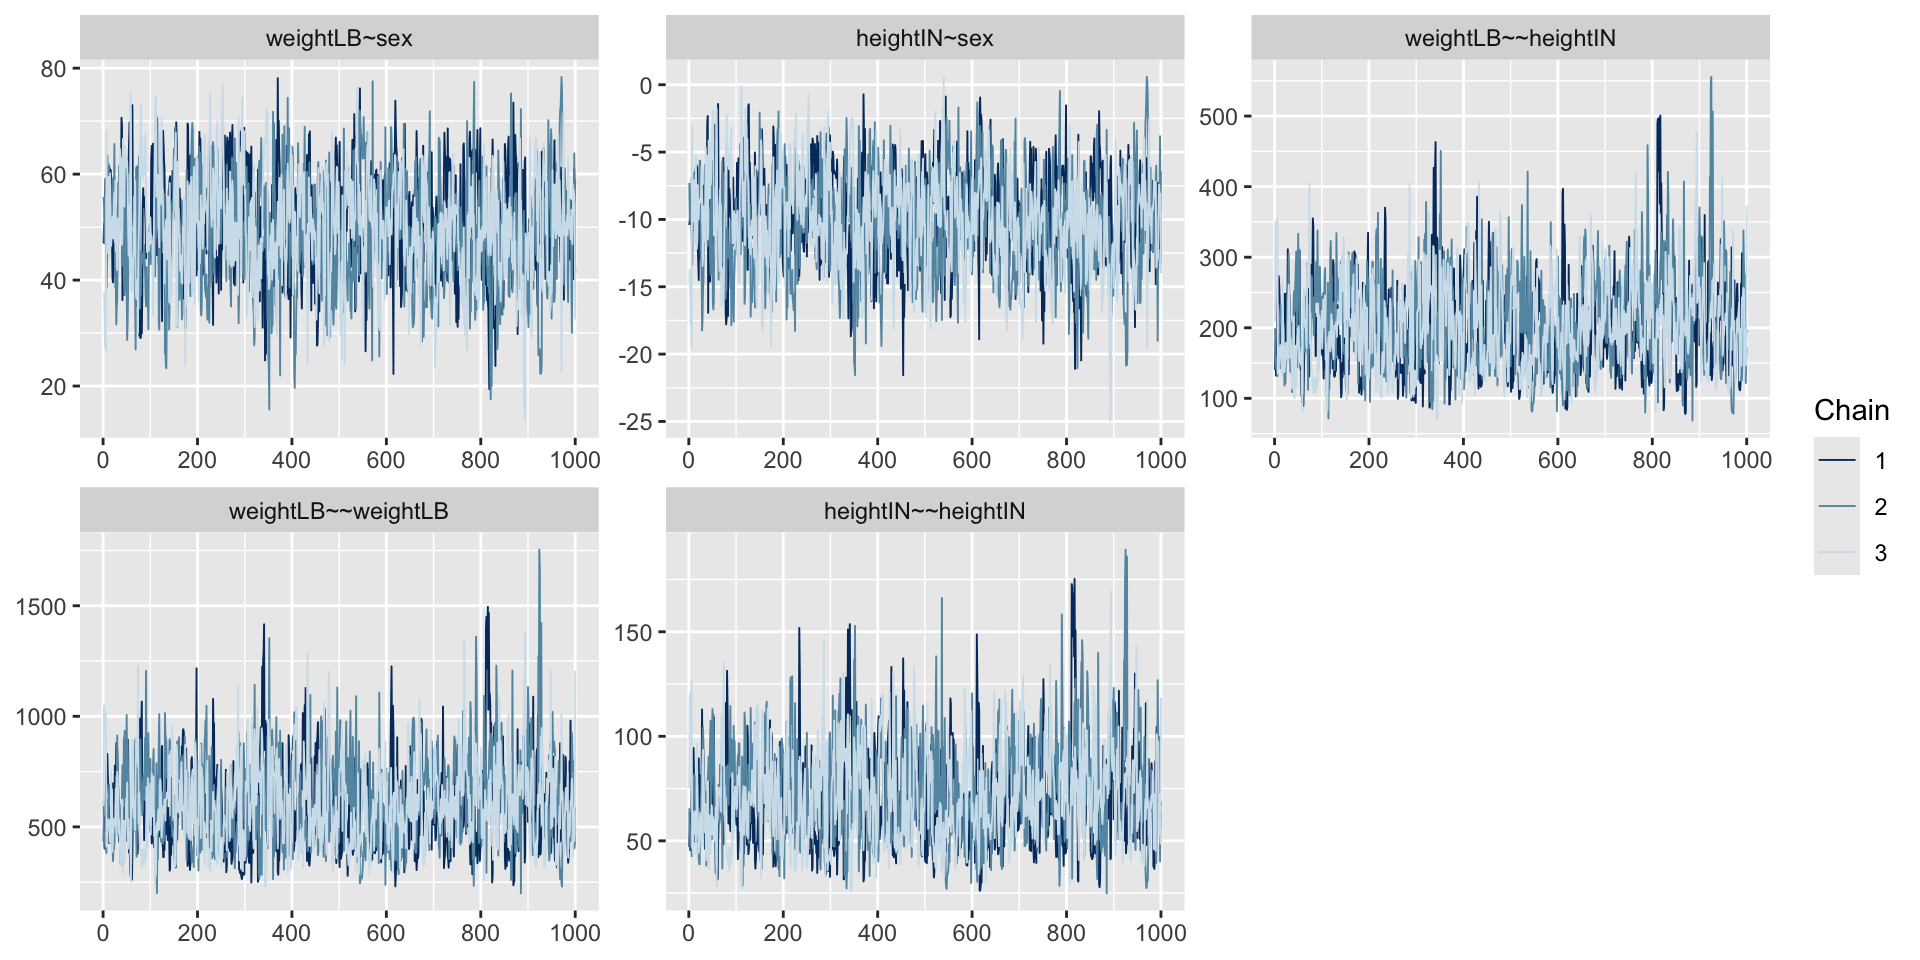 weightLB~sex
80
60
40
20
0 200 400 600 800 1000
heightIN~sex
0
-5
-10
-15
-20
-25
0 200 400 600 800 1000
weightLB~~heightIN
500
400
300
200
100
0 200 400 600 800 1000
weightLB~~weightLB
1500
1000
500
0 200 400 600 800 1000
heightIN~~heightIN
150
100
50
0 200 400 600 800 1000
Chain
1
2
3